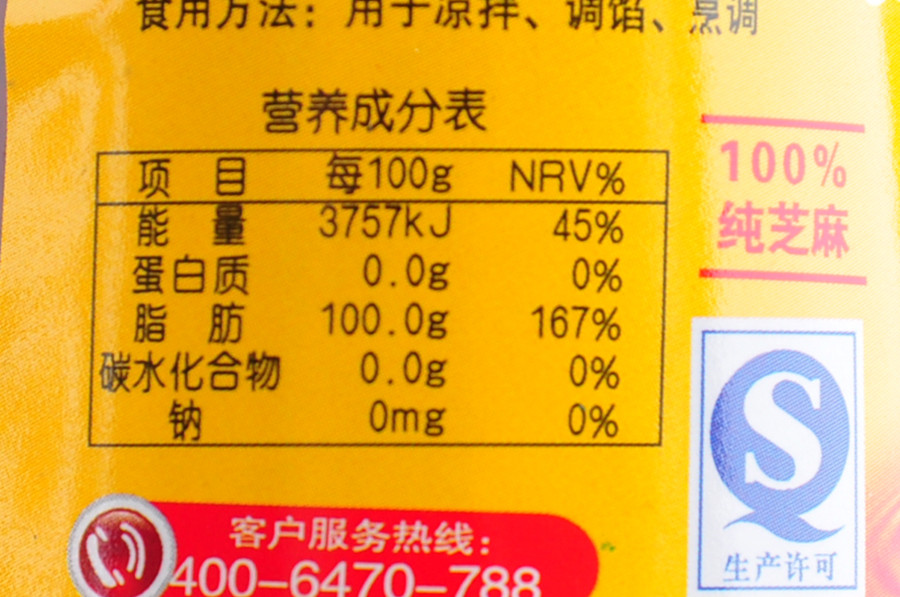 食用方法：用于凉拌、调馅、烹调
营养成分表
项 目 每100g NRV%
能 量 3757kJ 45%
蛋白质 0.0g 0%
脂 肪 100.0g 167%
碳水化合物 0.0g 0%
钠 0mg 0%
100%
纯芝麻
S
生产许可
客户服务热线：
400-6470-788